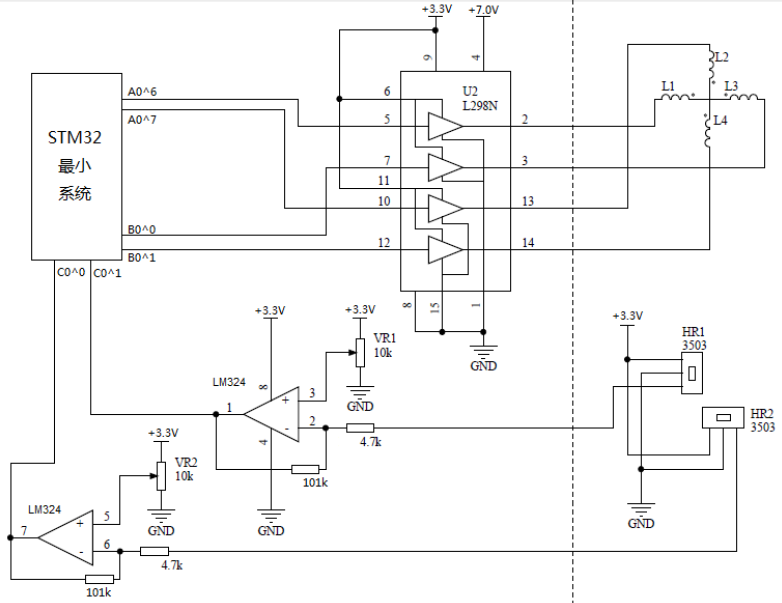 +3.3V
+7.0V
9
4
L2
A0^6
6
U2
L298N
L1
L3
A0^7
5
2
L4
STM32
最小
系统
7
3
11
10
13
B0^0
12
14
B0^1
C0^0
C0^1
8
15
1
+3.3V
+3.3V
+3.3V
GND
VR1
10k
HR1
3503
LM324
8
+
3
GND
1
2
-
4
4.7k
HR2
3503
+3.3V
101k
VR2
10k
LM324
5
+
GND
GND
GND
7
6
-
4.7k
101k